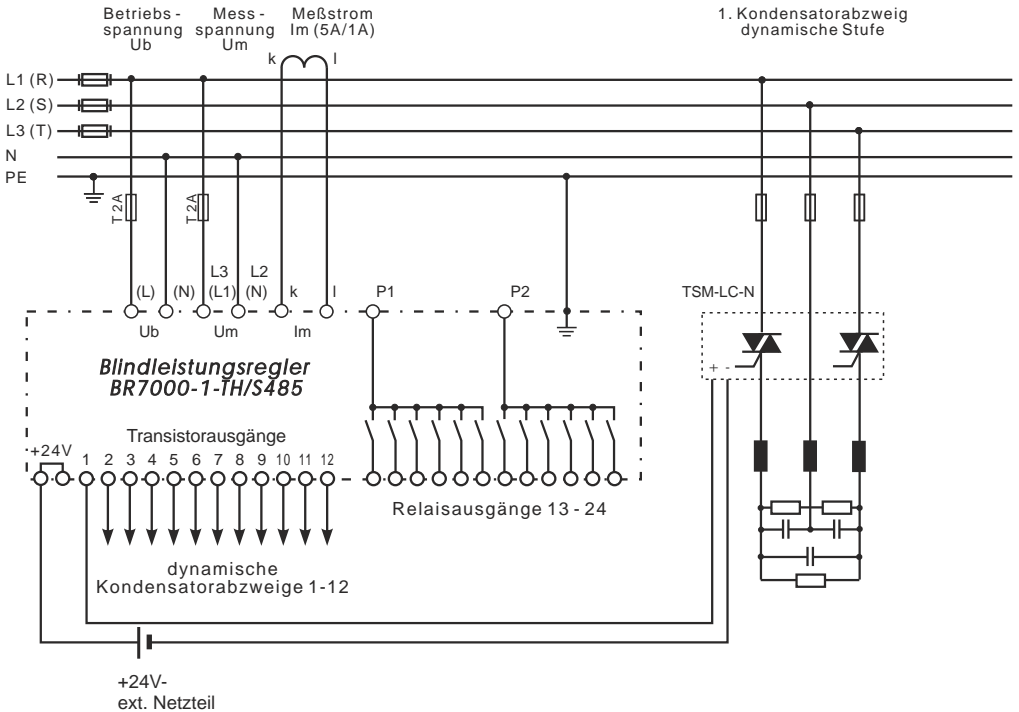 Betriebs -
spannung
Ub
Mess -
spannung
Um
Meßstrom
Im (5A/1A)
1. Kondensatorabzweig
dynamische Stufe
k l
L1 (R)
L2 (S)
L3 (T)
N
PE
T 2 A
T 2 A
L3 L2
(L) (N) (L1) (N) k l P1 P2
TSM-LC-N
Ub Um Im
+ -
Blindleistungsregler
BR7000-1-TH/S485
Transistorausgänge
+24V
1 2 3 4 5 6 7 8 9 10 11 12
Relaisausgänge 13 - 24
dynamische
Kondensatorabzweige 1-12
+24V-
ext. Netzteil